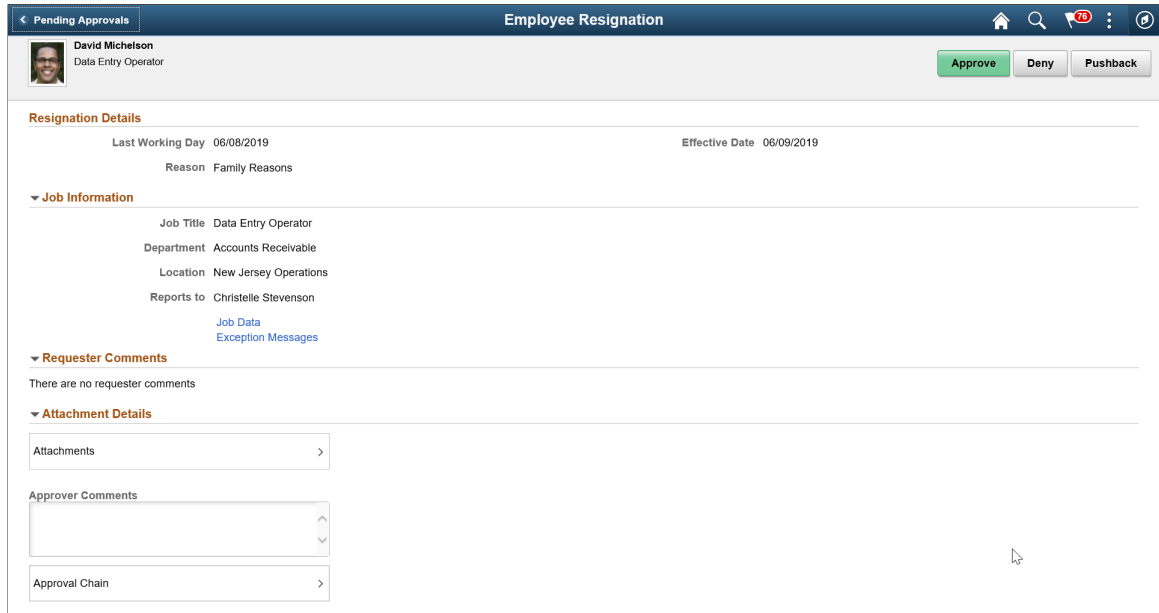 Pending Approvals
Employee Resignation
76
David Michelson
Data Entry Operator
Approve Deny Pushback
Resignation Details
Last Working Day 06/08/2019 Effective Date 06/09/2019
Reason Family Reasons
Job Information
Job Title Data Entry Operator
Department Accounts Receivable
Location New Jersey Operations
Reports to Christelle Stevenson
Job Data
Exception Messages
Requester Comments
There are no requester comments
Attachment Details
Attachments
Approver Comments
Approval Chain